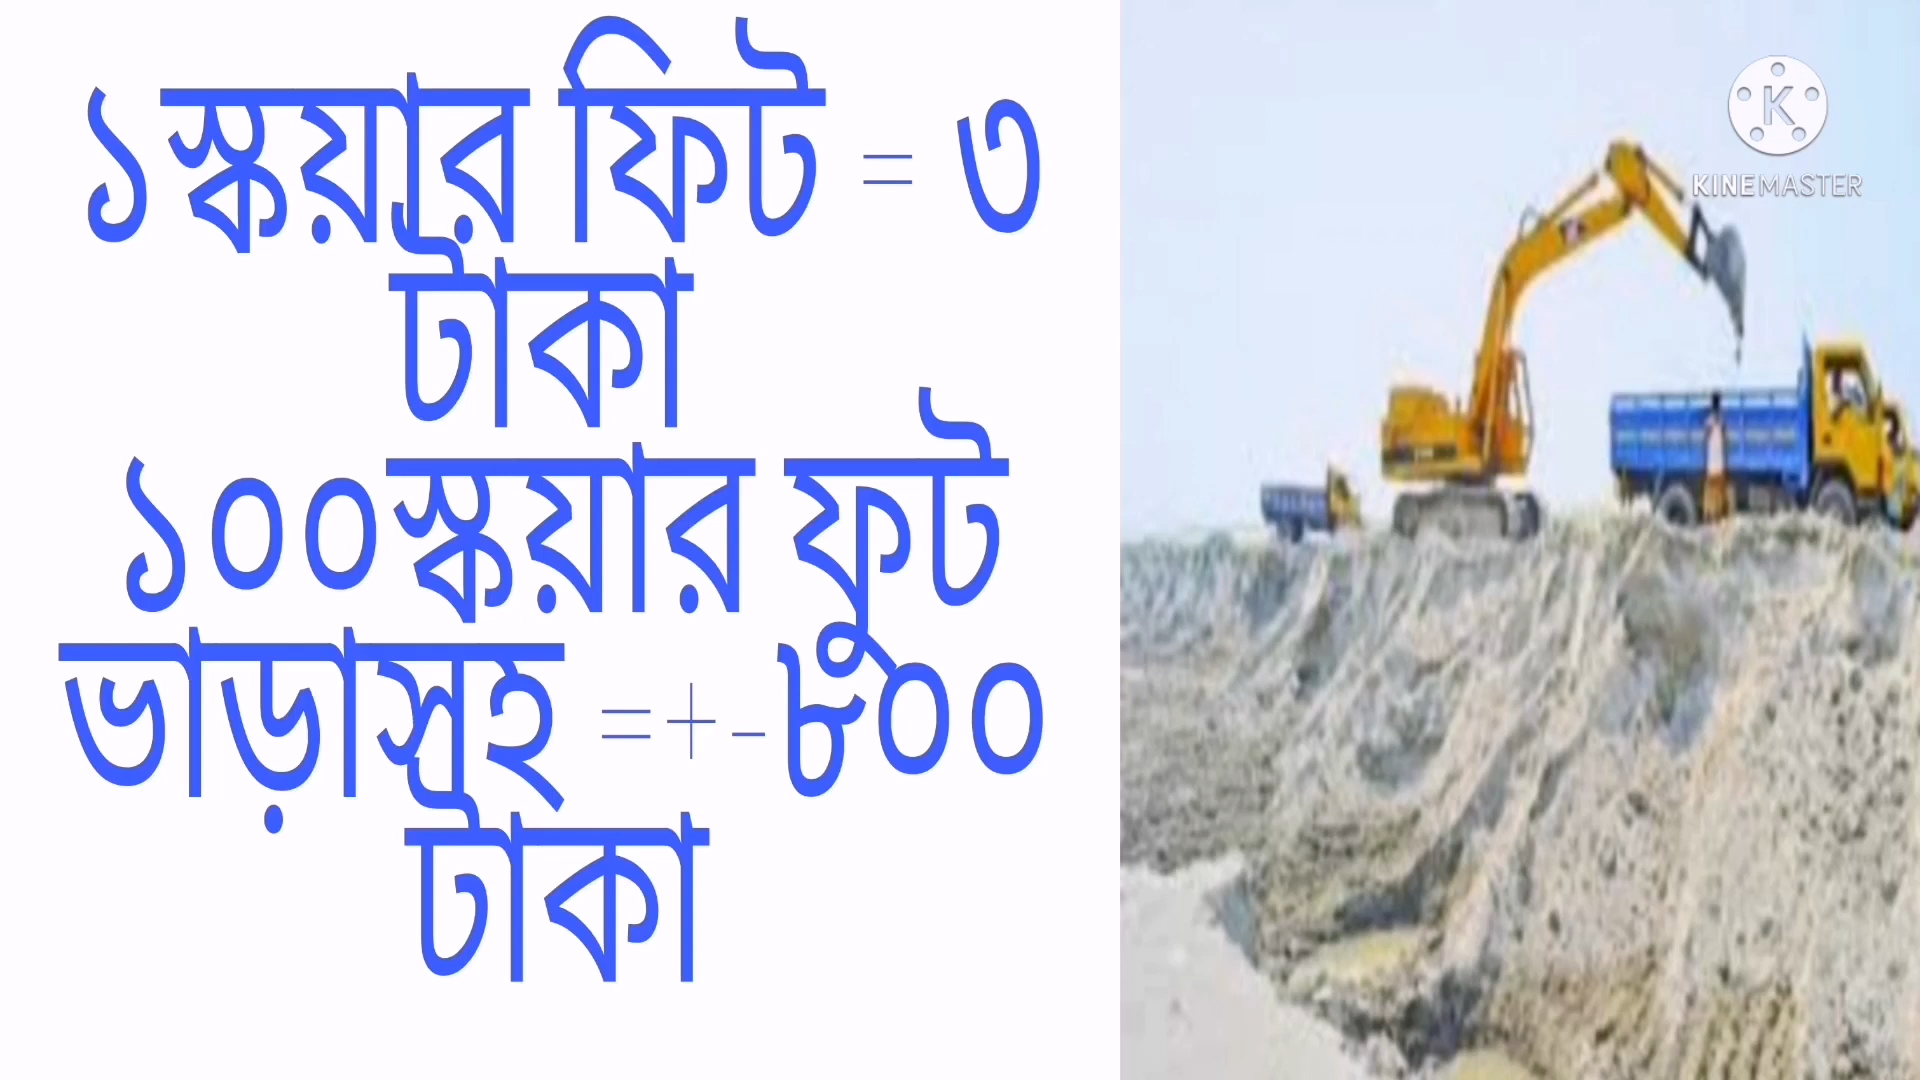 ১স্কয়ার ফিট = ৩
টাকা
১০০স্কয়ার ফুট
ভাড়াসহ =+-৮০০
টাকা
K
KINEMASTER